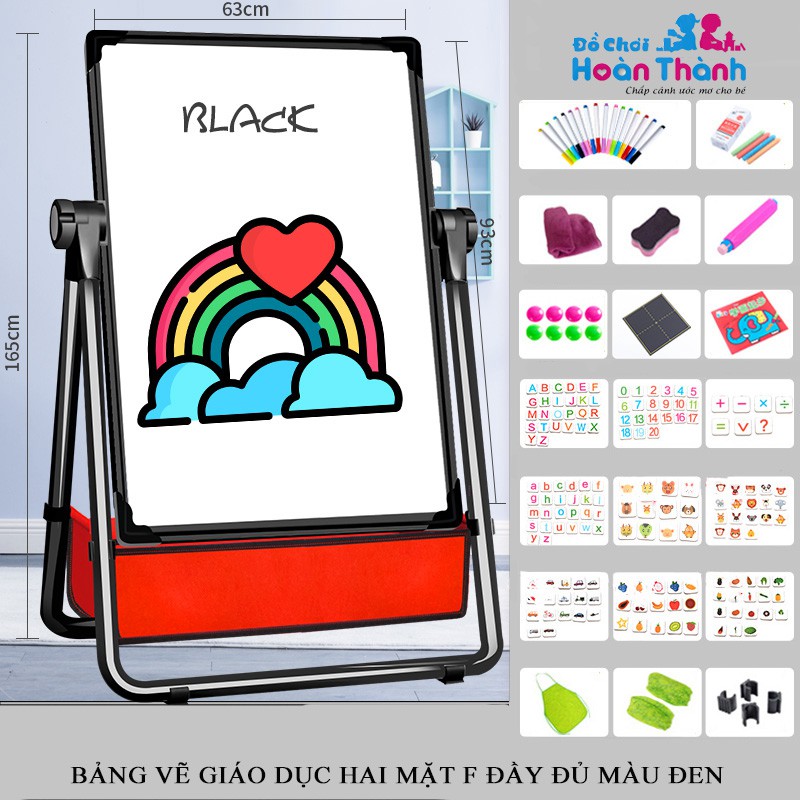 63cm
Đồ Chơi
Hoàn Thành
Chấp cánh ước mơ cho bé
BLACK
93cm
165cm
A B C D E F
G H I J K L
M N O P Q R
S T U V W X
Y Z
0 1 2 3 4 5
6 7 8 9 10 11
12 13 14 15 16 17
18 19 20
+ − × ÷
= ∨ ?
a b c d e f
g h i j k l
m n o p q r
s t u v w x
y z
BẢNG VẼ GIÁO DỤC HAI MẶT F ĐẦY ĐỦ MÀU ĐEN